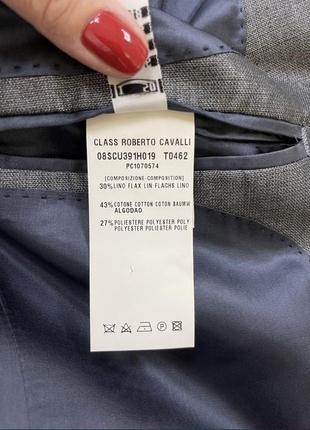 CLASS ROBERTO CAVALLI
08SCU391H019 T0462
PC1070574
[COMPOSIZIONE-COMPOSITION]
30% LINO FLAX LIN FLACHS LINO
43% COTONE COTTON COTON BAUMW
ALGODAO
27% POLIESTERE POLYESTER POLY
POLYESTER POLIESTER POLY